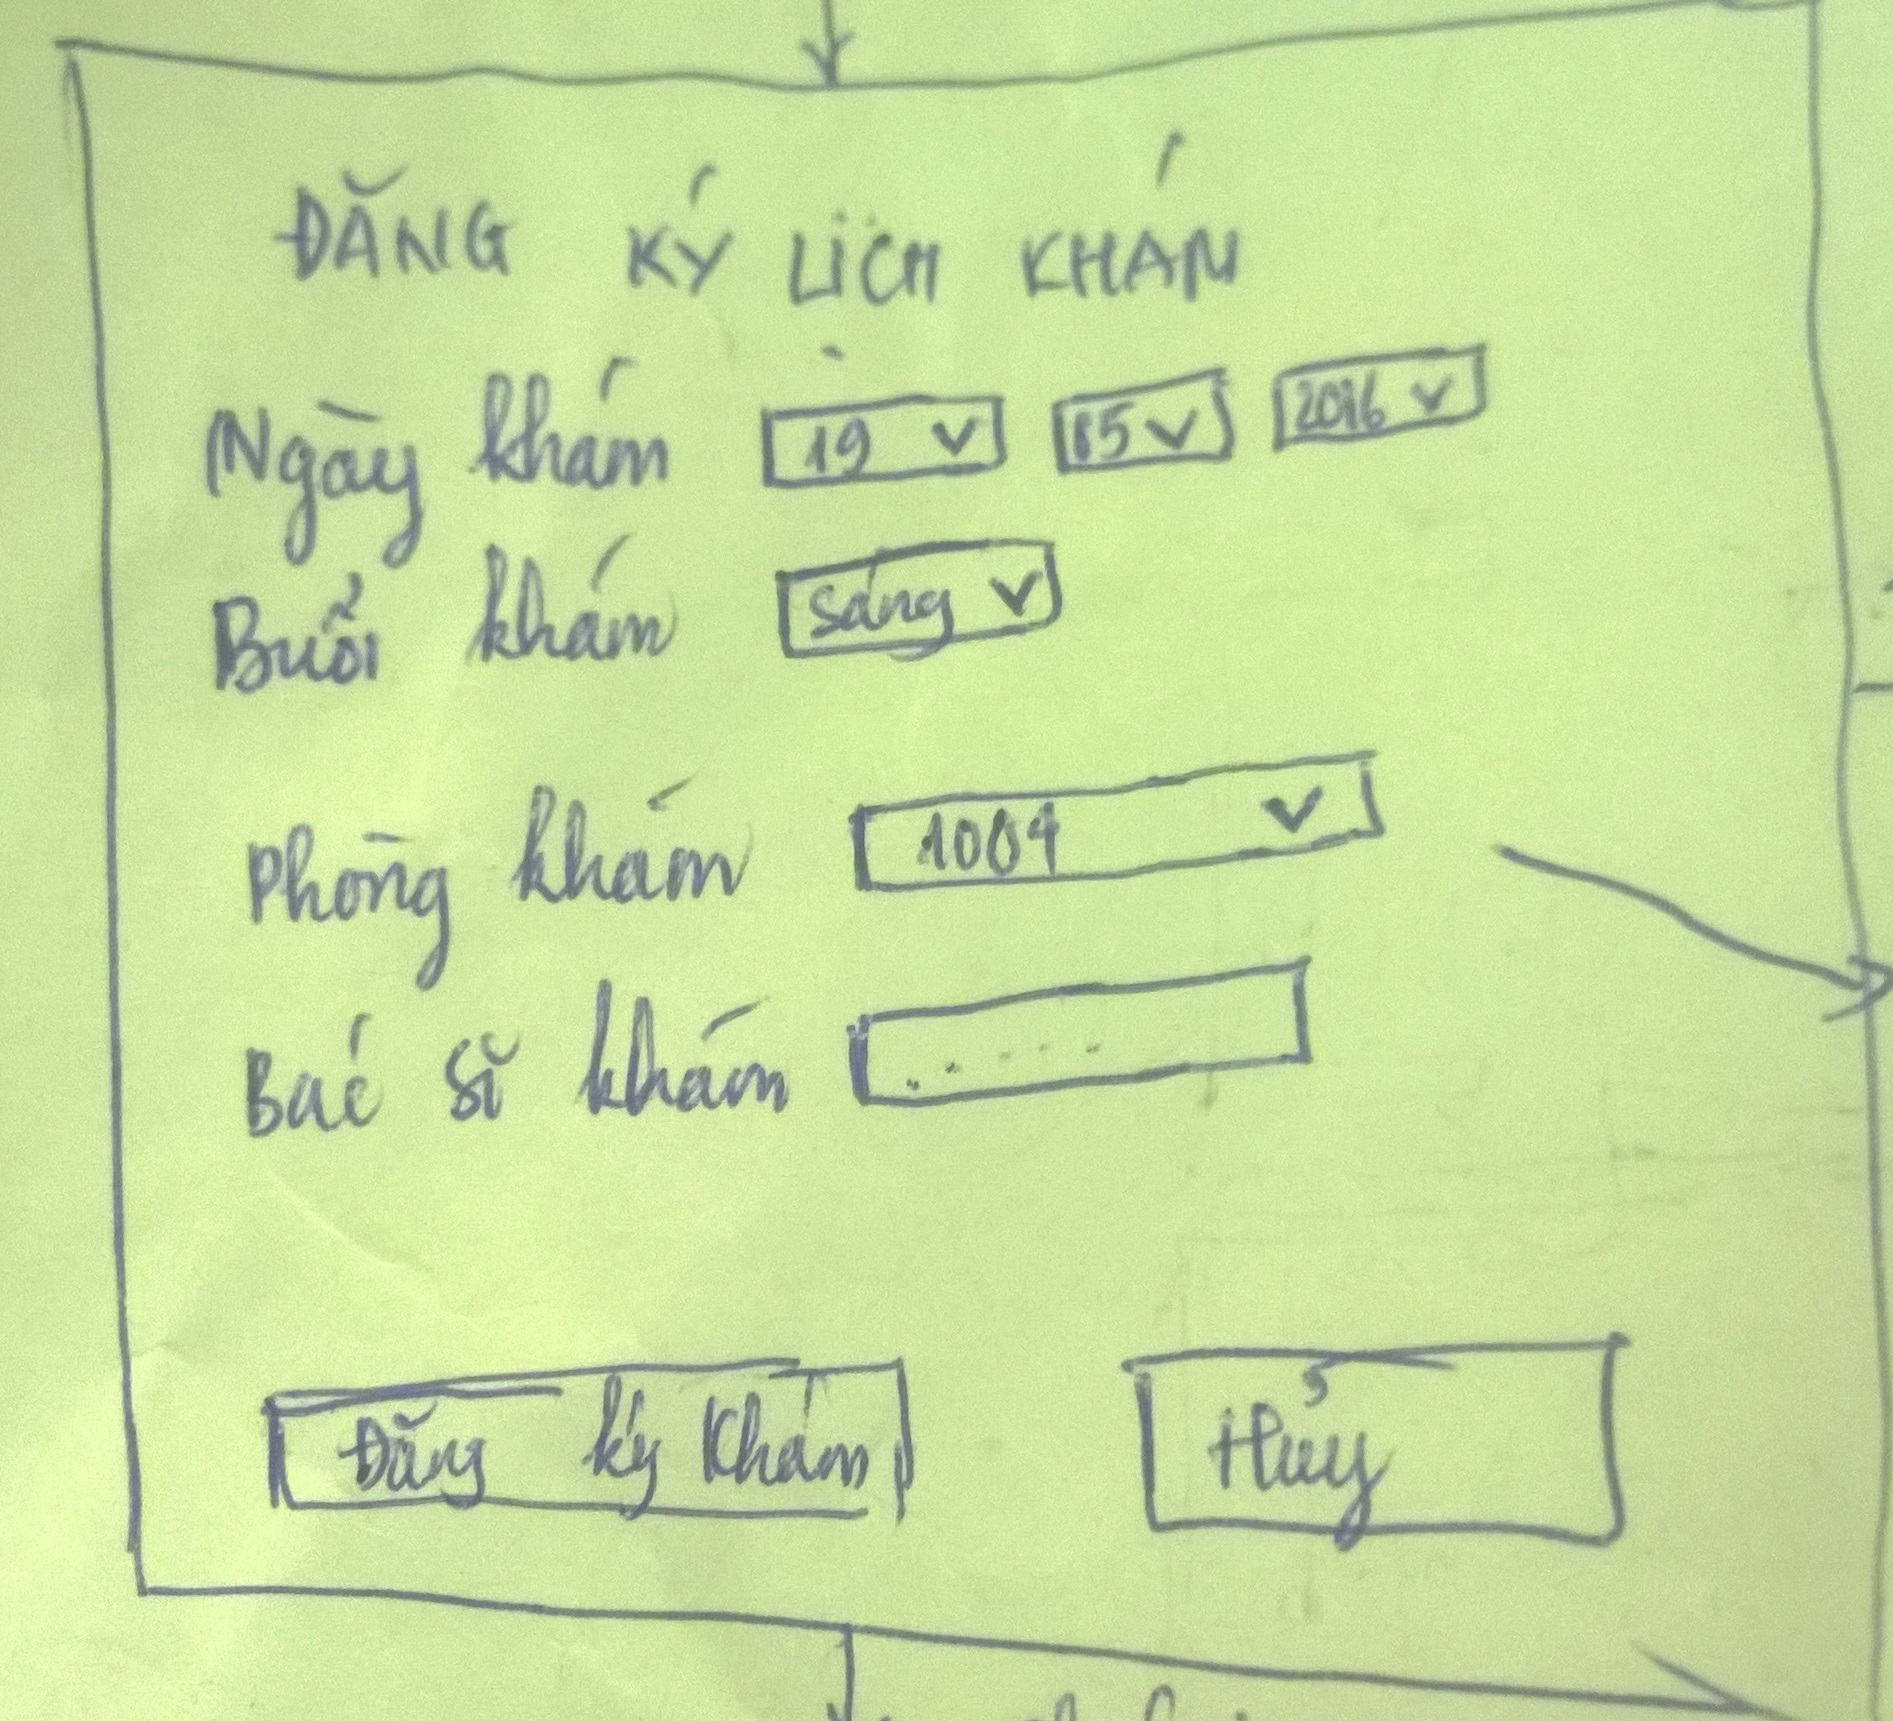 ĐĂNG KÝ LỊCH KHÁM
Ngày khám 19 05 2016
Buổi khám Sáng
Phòng khám 1004
Bác sĩ khám .....
Đăng ký khám Hủy